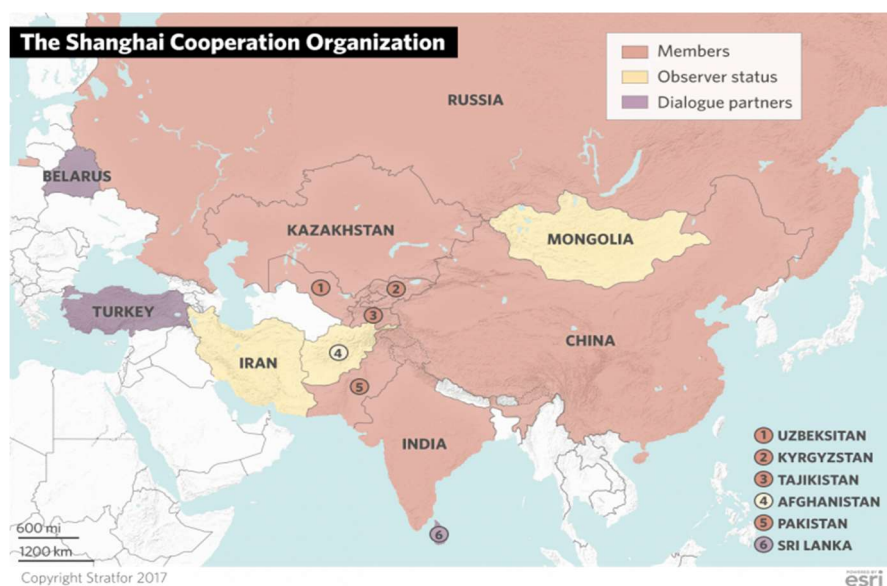 The Shanghai Cooperation Organization
Members
Observer status
Dialogue partners
RUSSIA
BELARUS
KAZAKHSTAN
MONGOLIA
1
2
TURKEY
3
CHINA
IRAN
4
5
INDIA
6
1 UZBEKSITAN
2 KYRGYZSTAN
3 TAJIKISTAN
4 AFGHANISTAN
5 PAKISTAN
6 SRI LANKA
600 mi
1200 km
Copyright Stratfor 2017
POWERED BY
esri